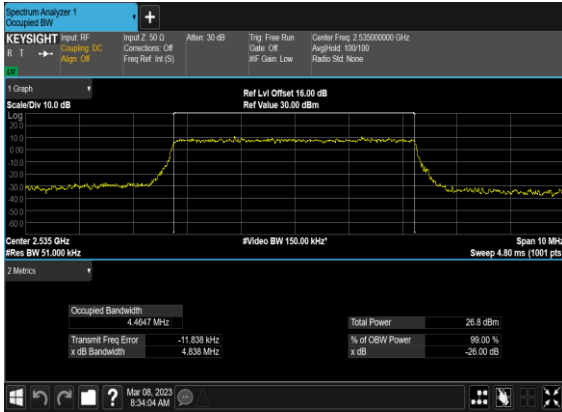 Spectrum Analyzer 1
Occupied BW
+
KEYSIGHT
R T
LXI
Input: RF
Coupling: DC
Align: Off
Input Z: 50 Ω
Corrections: Off
Freq Ref: Int (S)
Atten: 30 dB
Trig: Free Run
Gate: Off
#IF Gain: Low
Center Freq: 2.535000000 GHz
Avg|Hold: 100/100
Radio Std: None
1 Graph
Scale/Div 10.0 dB
Ref Lvl Offset 16.00 dB
Ref Value 30.00 dBm
Log
20.0
10.0
0.00
-10.0
-20.0
-30.0
-40.0
-50.0
-60.0
Center 2.535 GHz
#Res BW 51.000 kHz
#Video BW 150.00 kHz*
Span 10 MHz
Sweep 4.80 ms (1001 pts
2 Metrics
Occupied Bandwidth
4.4647 MHz
Transmit Freq Error -11.838 kHz
x dB Bandwidth 4.838 MHz
Total Power 26.8 dBm
% of OBW Power 99.00 %
x dB -26.00 dB
?
Mar 08, 2023
8:34:04 AM